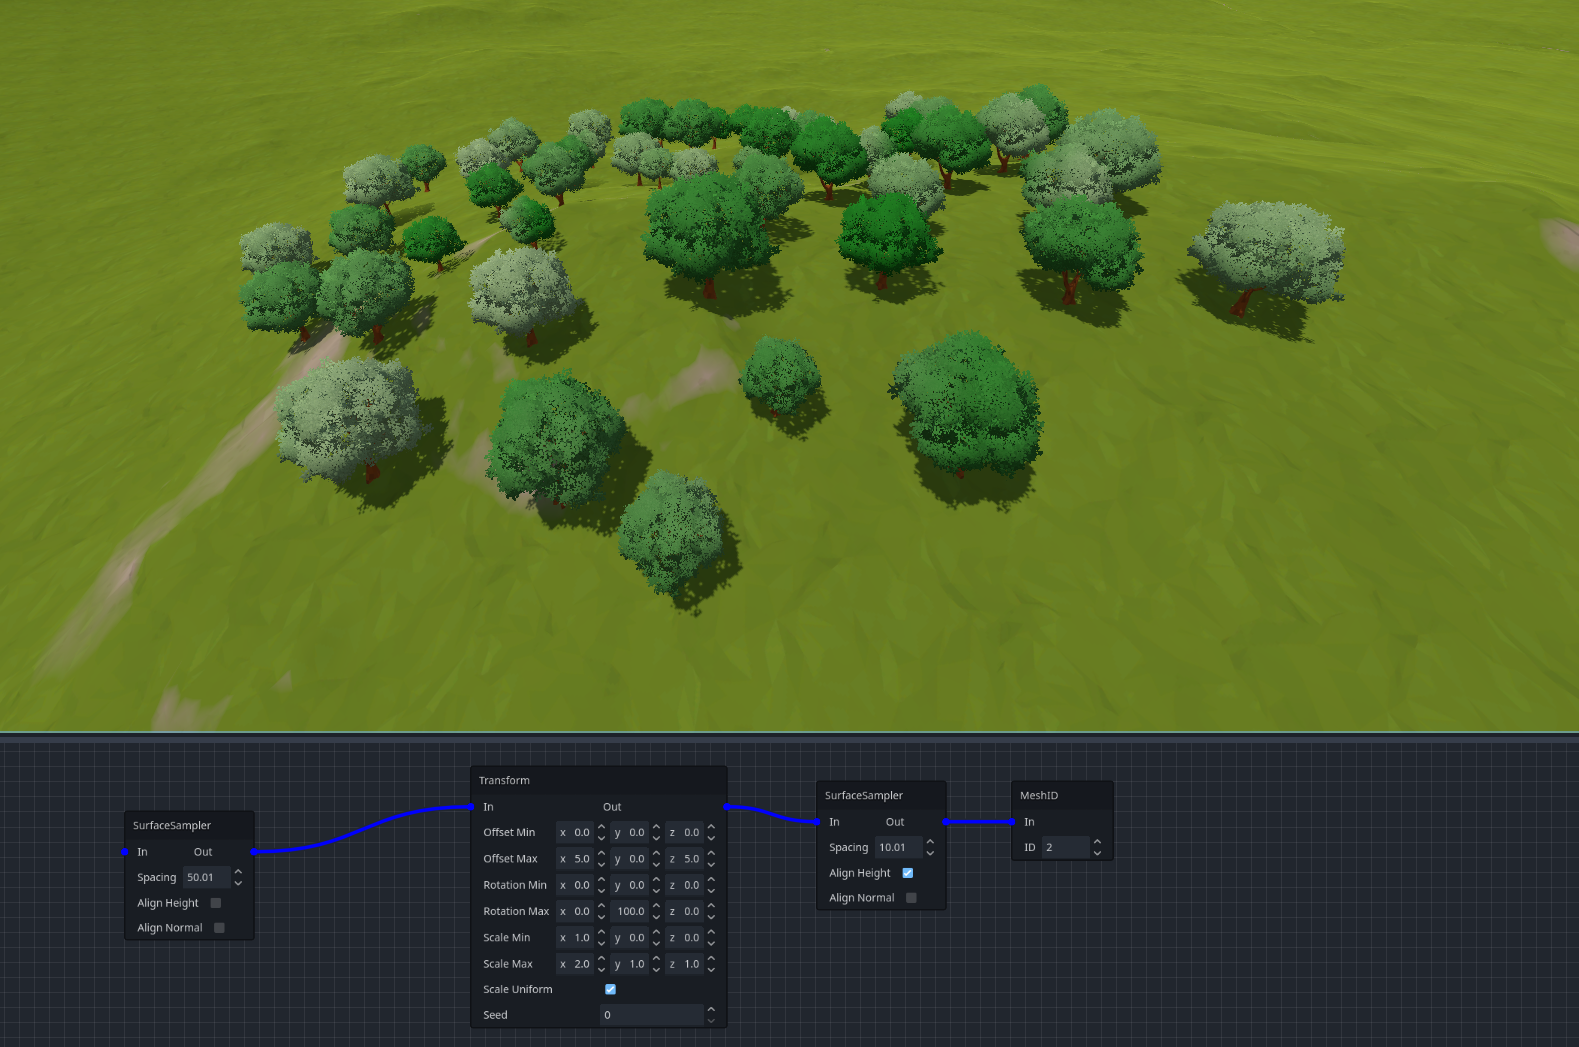 SurfaceSampler
In Out
Spacing 50.01
Align Height
Align Normal
Transform
In Out
Offset Min x 0.0 y 0.0 z 0.0
Offset Max x 5.0 y 0.0 z 5.0
Rotation Min x 0.0 y 0.0 z 0.0
Rotation Max x 0.0 100.0 z 0.0
Scale Min x 1.0 y 0.0 z 0.0
Scale Max x 2.0 y 1.0 z 1.0
Scale Uniform
Seed 0
SurfaceSampler
In Out
Spacing 10.01
Align Height
Align Normal
MeshID
In
ID 2